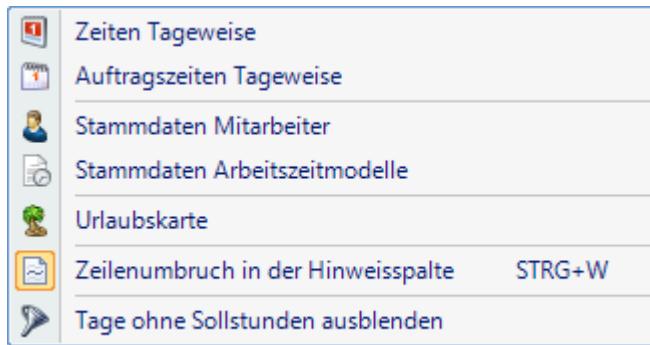 Zeiten Tageweise
Auftragszeiten Tageweise
Stammdaten Mitarbeiter
Stammdaten Arbeitszeitmodelle
Urlaubskarte
Zeilenumbruch in der Hinweisspalte STRG+W
Tage ohne Sollstunden ausblenden